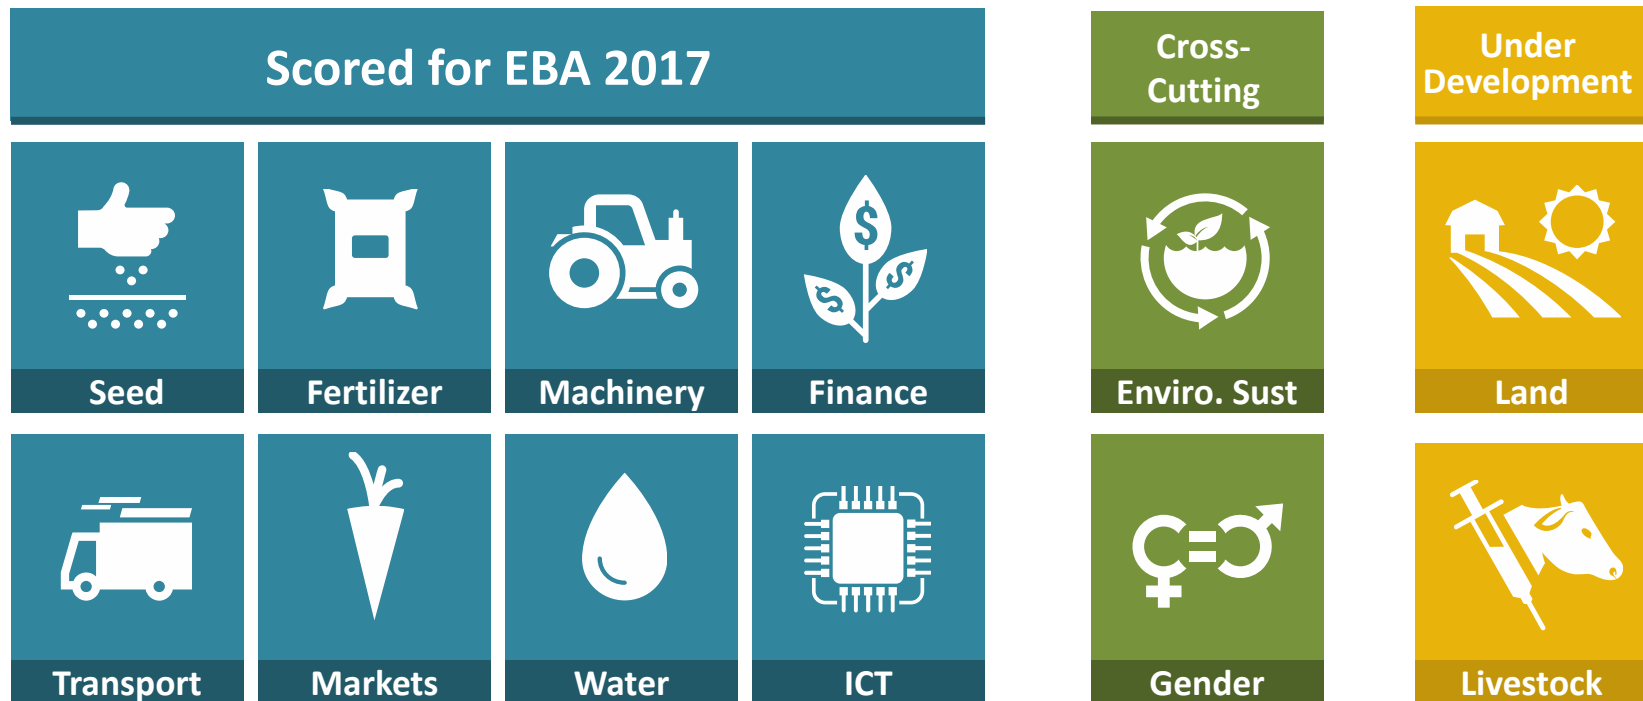 Scored for EBA 2017
Cross-
Cutting
Under
Development
Seed
Fertilizer
Machinery
Finance
Enviro. Sust
Land
Transport
Markets
Water
ICT
Gender
Livestock
$
$
$